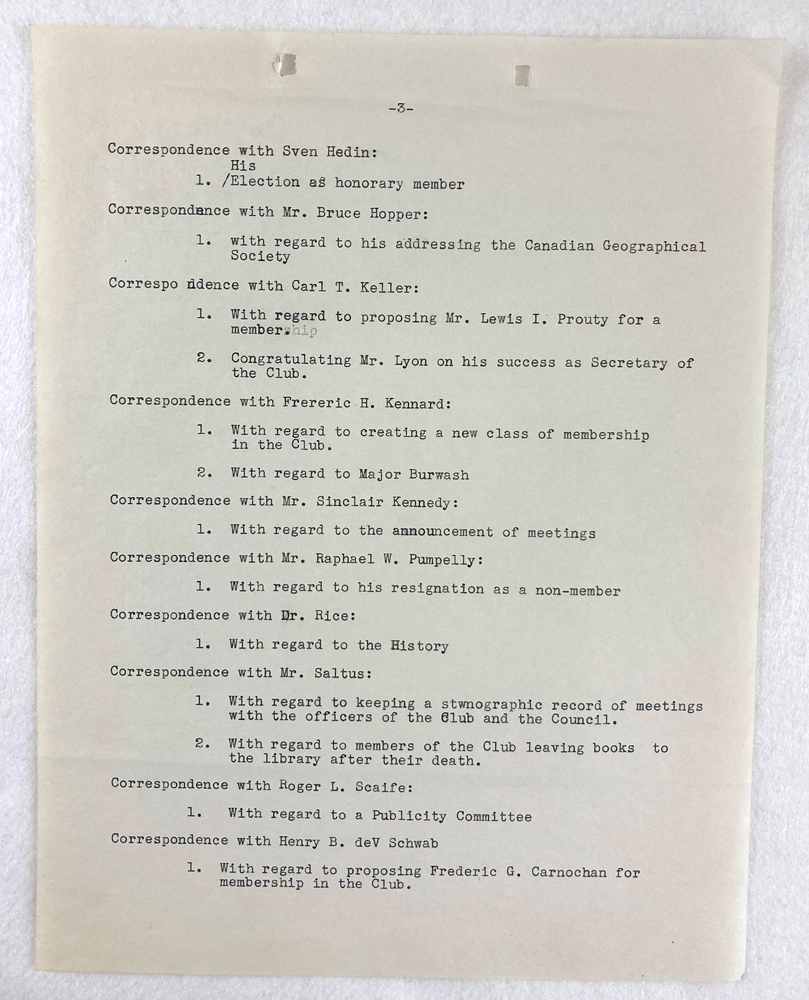 -3-
Correspondence with Sven Hedin:
His
1. /Election as honorary member
Correspondance with Mr. Bruce Hopper:
1. with regard to his addressing the Canadian Geographical
Society
Correspo ndence with Carl T. Keller:
1. With regard to proposing Mr. Lewis I. Prouty for a
membership
2. Congratulating Mr. Lyon on his success as Secretary of
the Club.
Correspondence with Frereric H. Kennard:
1. With regard to creating a new class of membership
in the Club.
2. With regard to Major Burwash
Correspondence with Mr. Sinclair Kennedy:
1. With regard to the announcement of meetings
Correspondence with Mr. Raphael W. Pumpelly:
1. With regard to his resignation as a non-member
Correspondence with Dr. Rice:
1. With regard to the History
Correspondence with Mr. Saltus:
1. With regard to keeping a stwnographic record of meetings
with the officers of the Club and the Council.
2. With regard to members of the Club leaving books to
the library after their death.
Correspondence with Roger L. Scaife:
1. With regard to a Publicity Committee
Correspondence with Henry B. deV Schwab
1. With regard to proposing Frederic G. Carnochan for
membership in the Club.